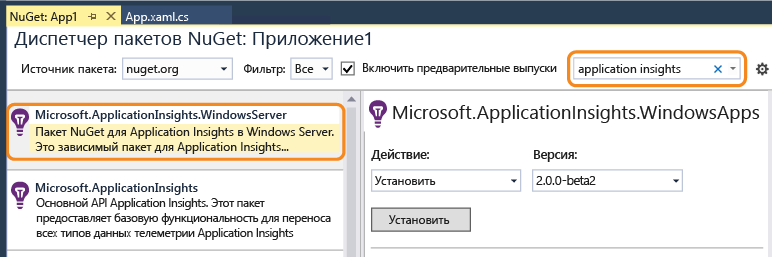 NuGet: App1 App.xaml.cs
Диспетчер пакетов NuGet: Приложение1
Источник пакета: nuget.org Фильтр: Все Включить предварительные выпуски application insights
Microsoft.ApplicationInsights.WindowsServer
Пакет NuGet для Application Insights в Windows Server.
Это зависимый пакет для Application Insights...
Microsoft.ApplicationInsights
Основной API Application Insights. Этот пакет
предоставляет базовую функциональность для переноса
всех типов данных телеметрии Application Insights
Microsoft.ApplicationInsights.WindowsApps
Действие: Версия:
Установить 2.0.0-beta2
Установить